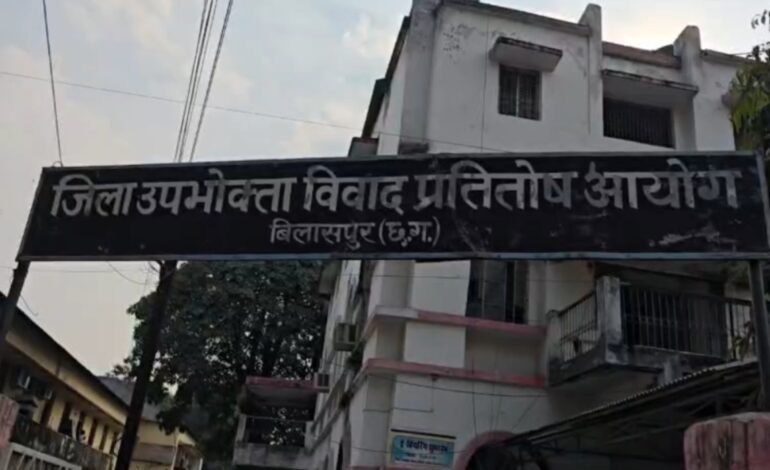 जिला उपभोक्ता विवाद प्रतितोष आयोग
बिलासपुर (छ.ग.)